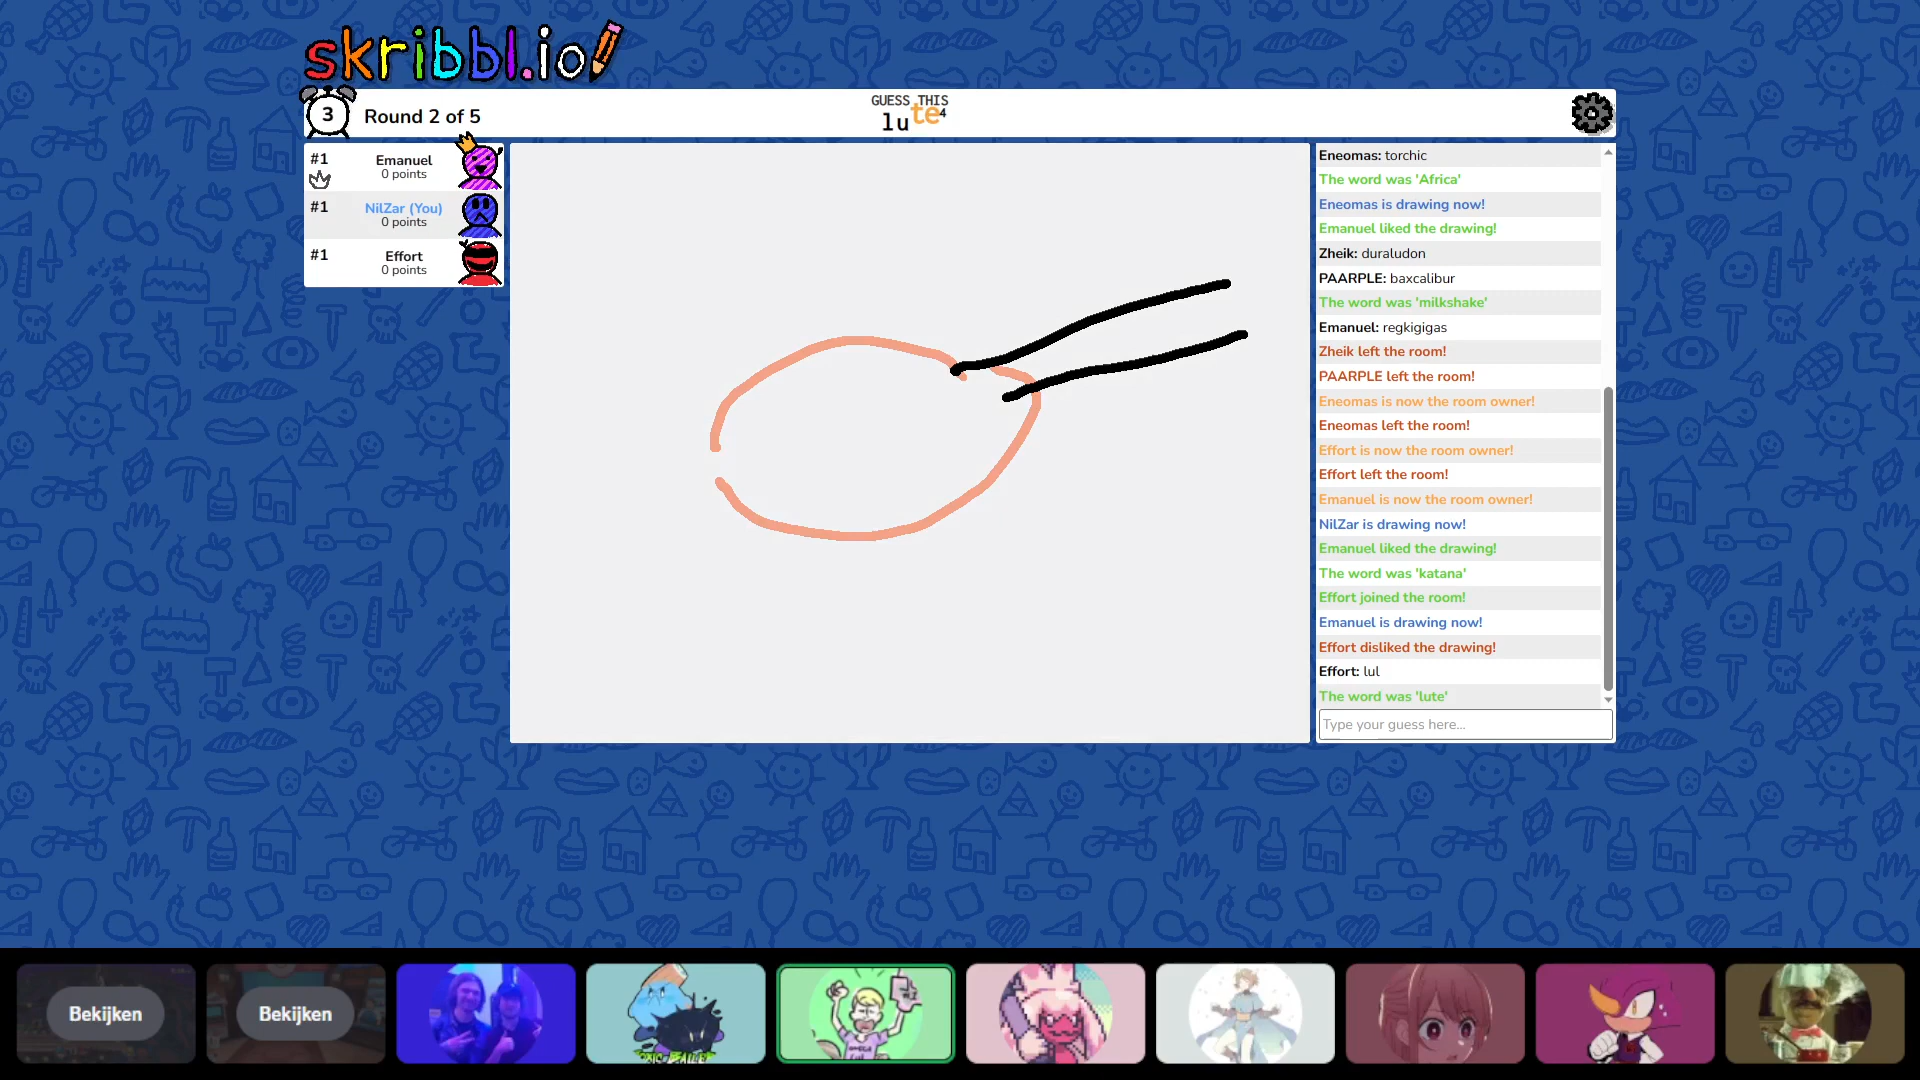 skribbl.io
3
Round 2 of 5
GUESS THIS
lute 4
#1
Emanuel
0 points
#1
NilZar (You)
0 points
#1
Effort
0 points
Eneomas: torchic
The word was 'Africa'
Eneomas is drawing now!
Emanuel liked the drawing!
Zheik: duraludon
PAARPLE: baxcalibur
The word was 'milkshake'
Emanuel: regkigigas
Zheik left the room!
PAARPLE left the room!
Eneomas is now the room owner!
Eneomas left the room!
Effort is now the room owner!
Effort left the room!
Emanuel is now the room owner!
NilZar is drawing now!
Emanuel liked the drawing!
The word was 'katana'
Effort joined the room!
Emanuel is drawing now!
Effort disliked the drawing!
Effort: lul
The word was 'lute'
Type your guess here...
Bekijken
Bekijken